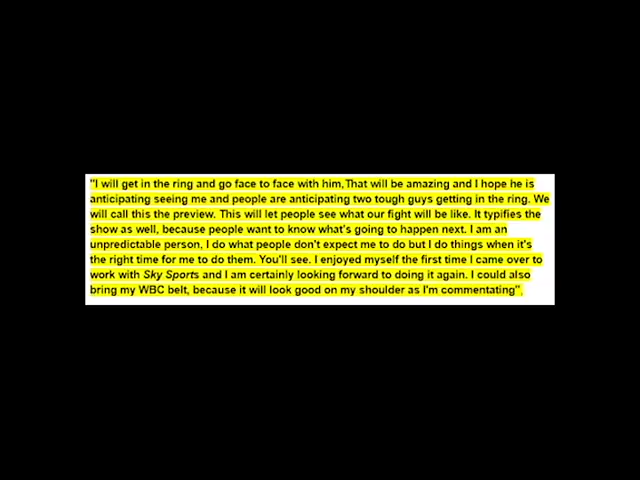 "I will get in the ring and go face to face with him,That will be amazing and I hope he is
anticipating seeing me and people are anticipating two tough guys getting in the ring. We
will call this the preview. This will let people see what our fight will be like. It typifies the
show as well, because people want to know what's going to happen next. I am an
unpredictable person, I do what people don't expect me to do but I do things when it's
the right time for me to do them. You'll see. I enjoyed myself the first time I came over to
work with Sky Sports and I am certainly looking forward to doing it again. I could also
bring my WBC belt, because it will look good on my shoulder as I'm commentating".